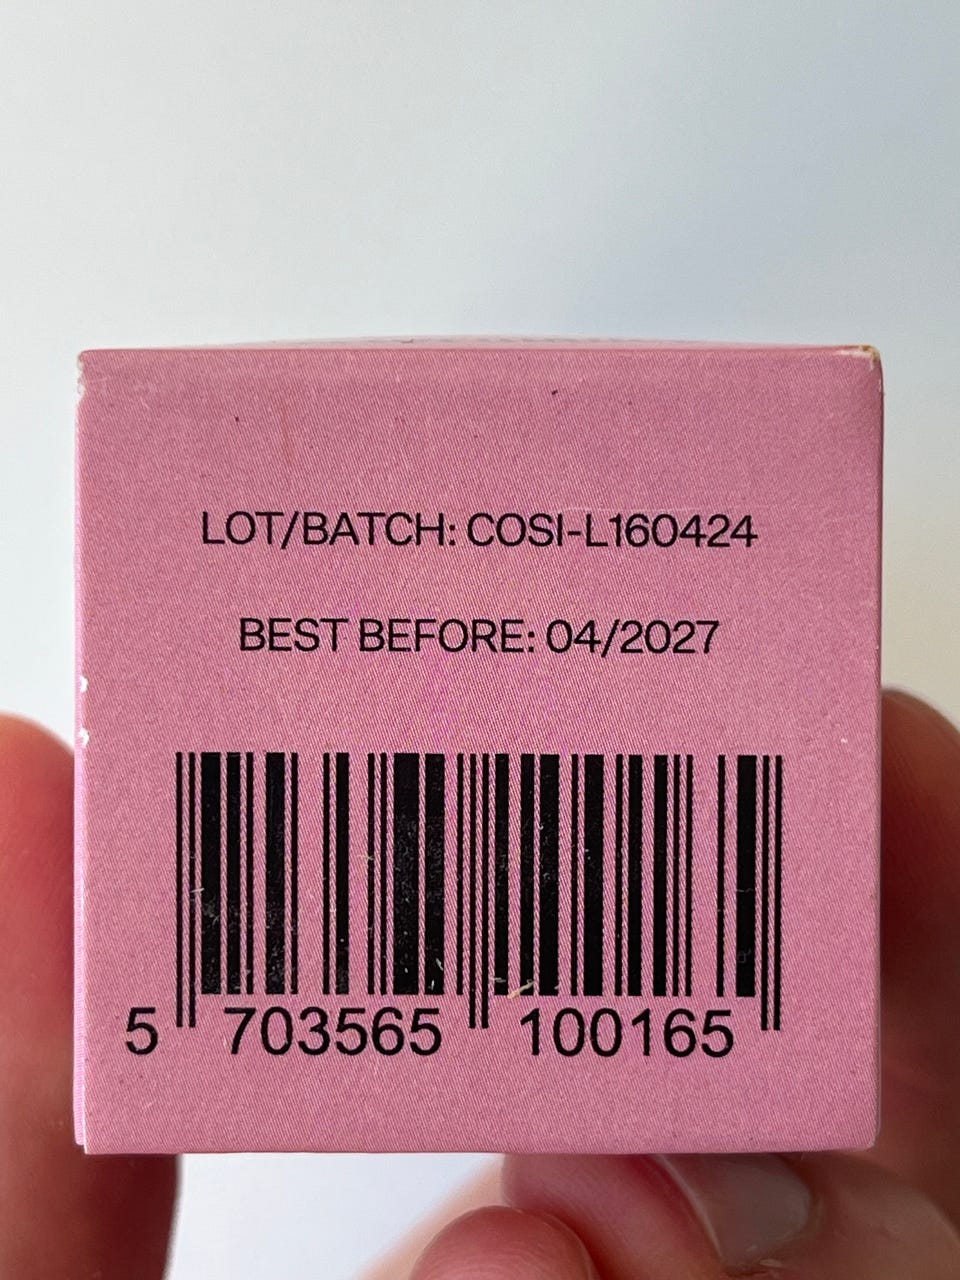 LOT/BATCH: COSI-L160424
BEST BEFORE: 04/2027
5 703565 100165